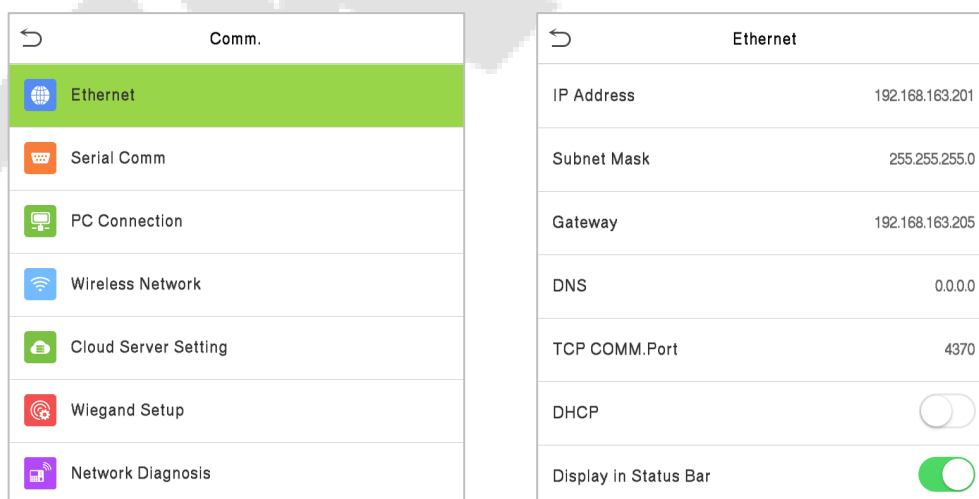 Comm.
Ethernet
Serial Comm
PC Connection
Wireless Network
Cloud Server Setting
Wiegand Setup
Network Diagnosis
Ethernet
IP Address 192.168.163.201
Subnet Mask 255.255.255.0
Gateway 192.168.163.205
DNS 0.0.0.0
TCP COMM.Port 4370
DHCP
Display in Status Bar